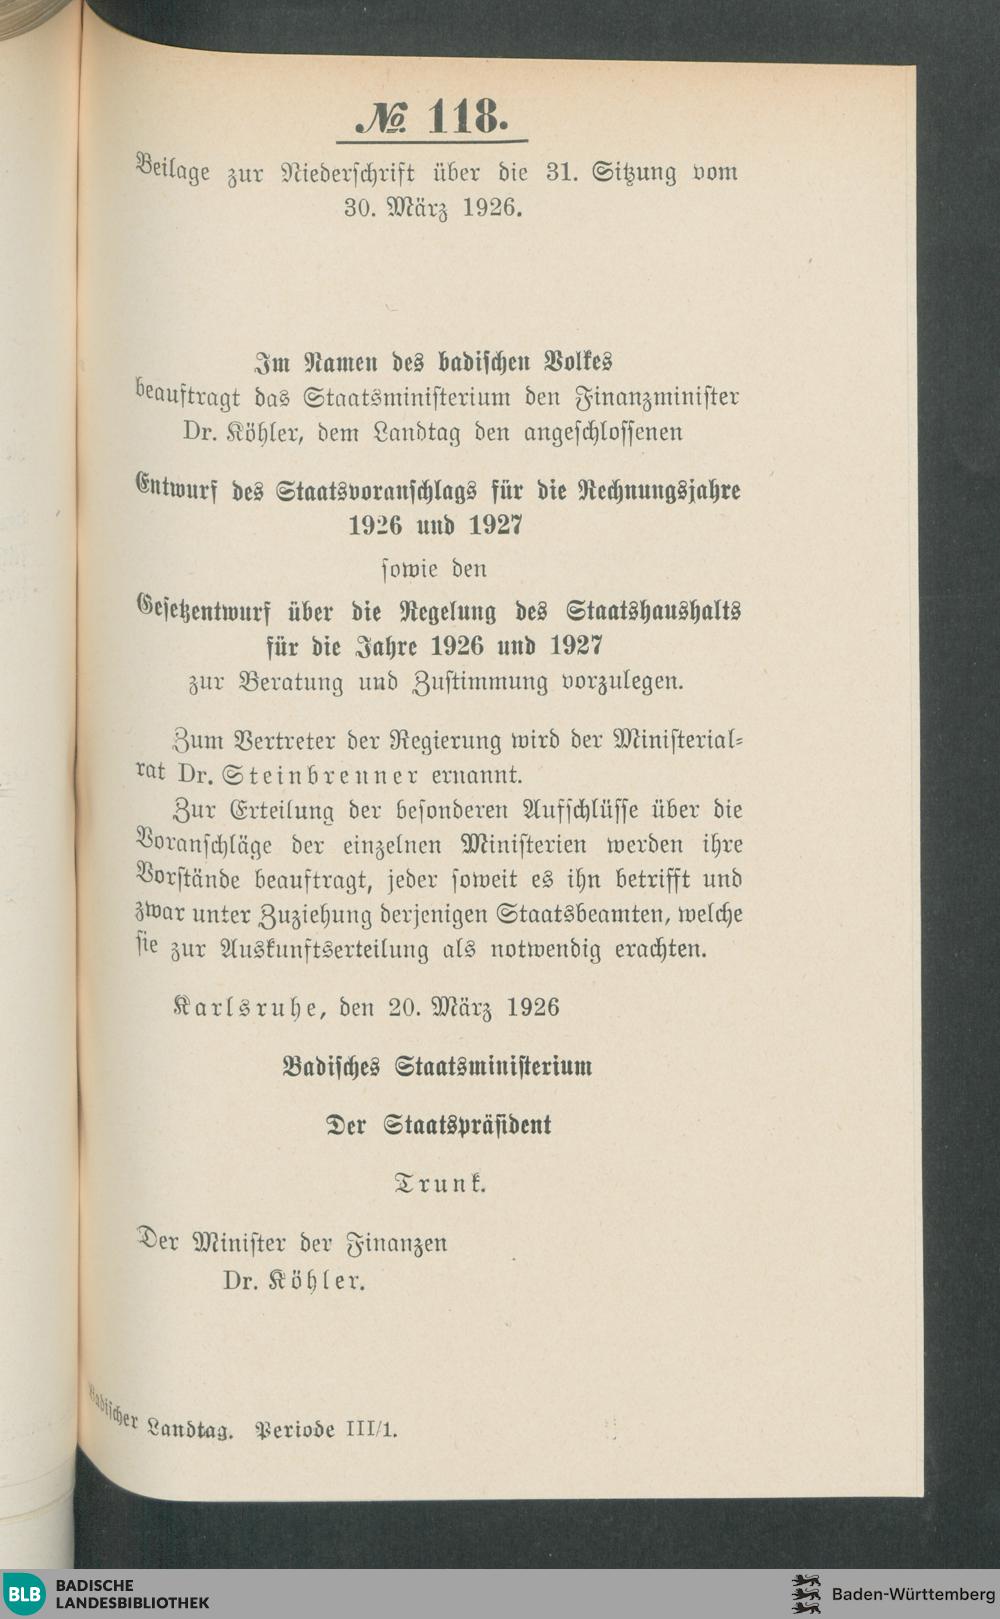 № 118.
Beilage zur Niederschrift über die 31. Sitzung vom
30. März 1926.
Im Namen des badischen Volkes
beauftragt das Staatsministerium den Finanzminister
Dr. Köhler, dem Landtag den angeschlossenen
Entwurf des Staatsvoranschlags für die Rechnungsjahre
1926 und 1927
sowie den
Gesetzentwurf über die Regelung des Staatshaushalts
für die Jahre 1926 und 1927
zur Beratung und Zustimmung vorzulegen.
Zum Vertreter der Regierung wird der Ministerial-
rat Dr. Steinbrenner ernannt.
Zur Erteilung der besonderen Aufschlüsse über die
Voranschläge der einzelnen Ministerien werden ihre
Vorstände beauftragt, jeder soweit es ihn betrifft und
zwar unter Zuziehung derjenigen Staatsbeamten, welche
sie zur Auskunftserteilung als notwendig erachten.
Karlsruhe, den 20. März 1926
Badisches Staatsministerium
Der Staatspräsident
Trunk.
Der Minister der Finanzen
Dr. Köhler.
Badischer Landtag. Periode III/1.
BLB BADISCHE
LANDESBIBLIOTHEK
Baden-Württemberg